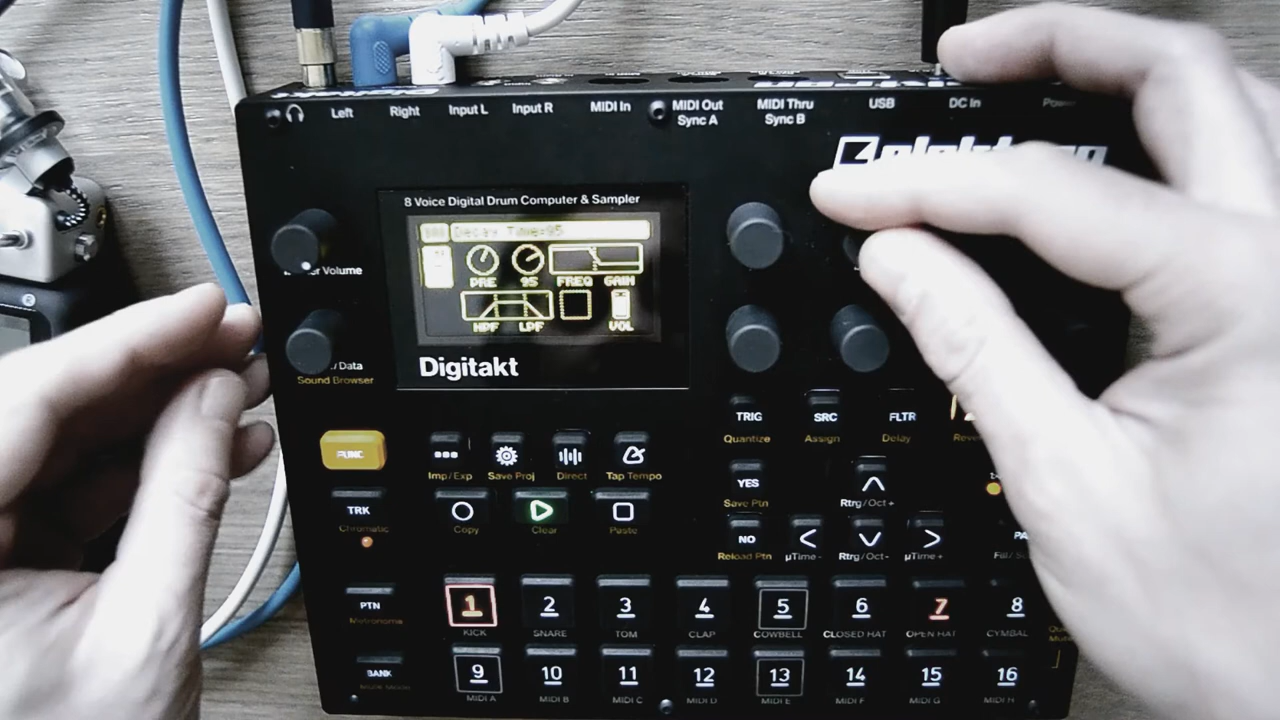 Left Right Input L Input R MIDI In MIDI Out MIDI Thru USB DC In Power
Sync A Sync B
8 Voice Digital Drum Computer & Sampler
Decay Time=95
PRE 95 FREQ GAIN
HPF LPF VOL
Volume
Digitakt
/Data
Sound Browser
TRIG SRC FLTR
Quantize Assign Delay
FUNC
Imp/Exp Save Proj Direct Tap Tempo
YES
Save Ptn Rtrg/Oct+
TRK
Chromatic
Copy Clear Paste
NO
Reload Ptn µTime- Rtrg/Oct- µTime+
PTN
Metronome
1 2 3 4 5 6 7 8
KICK SNARE TOM CLAP COWBELL CLOSED HAT OPEN HAT CYMBAL
BANK
9 10 11 12 13 14 15 16
MIDI A MIDI B MIDI C MIDI D MIDI E MIDI F MIDI G MIDI H